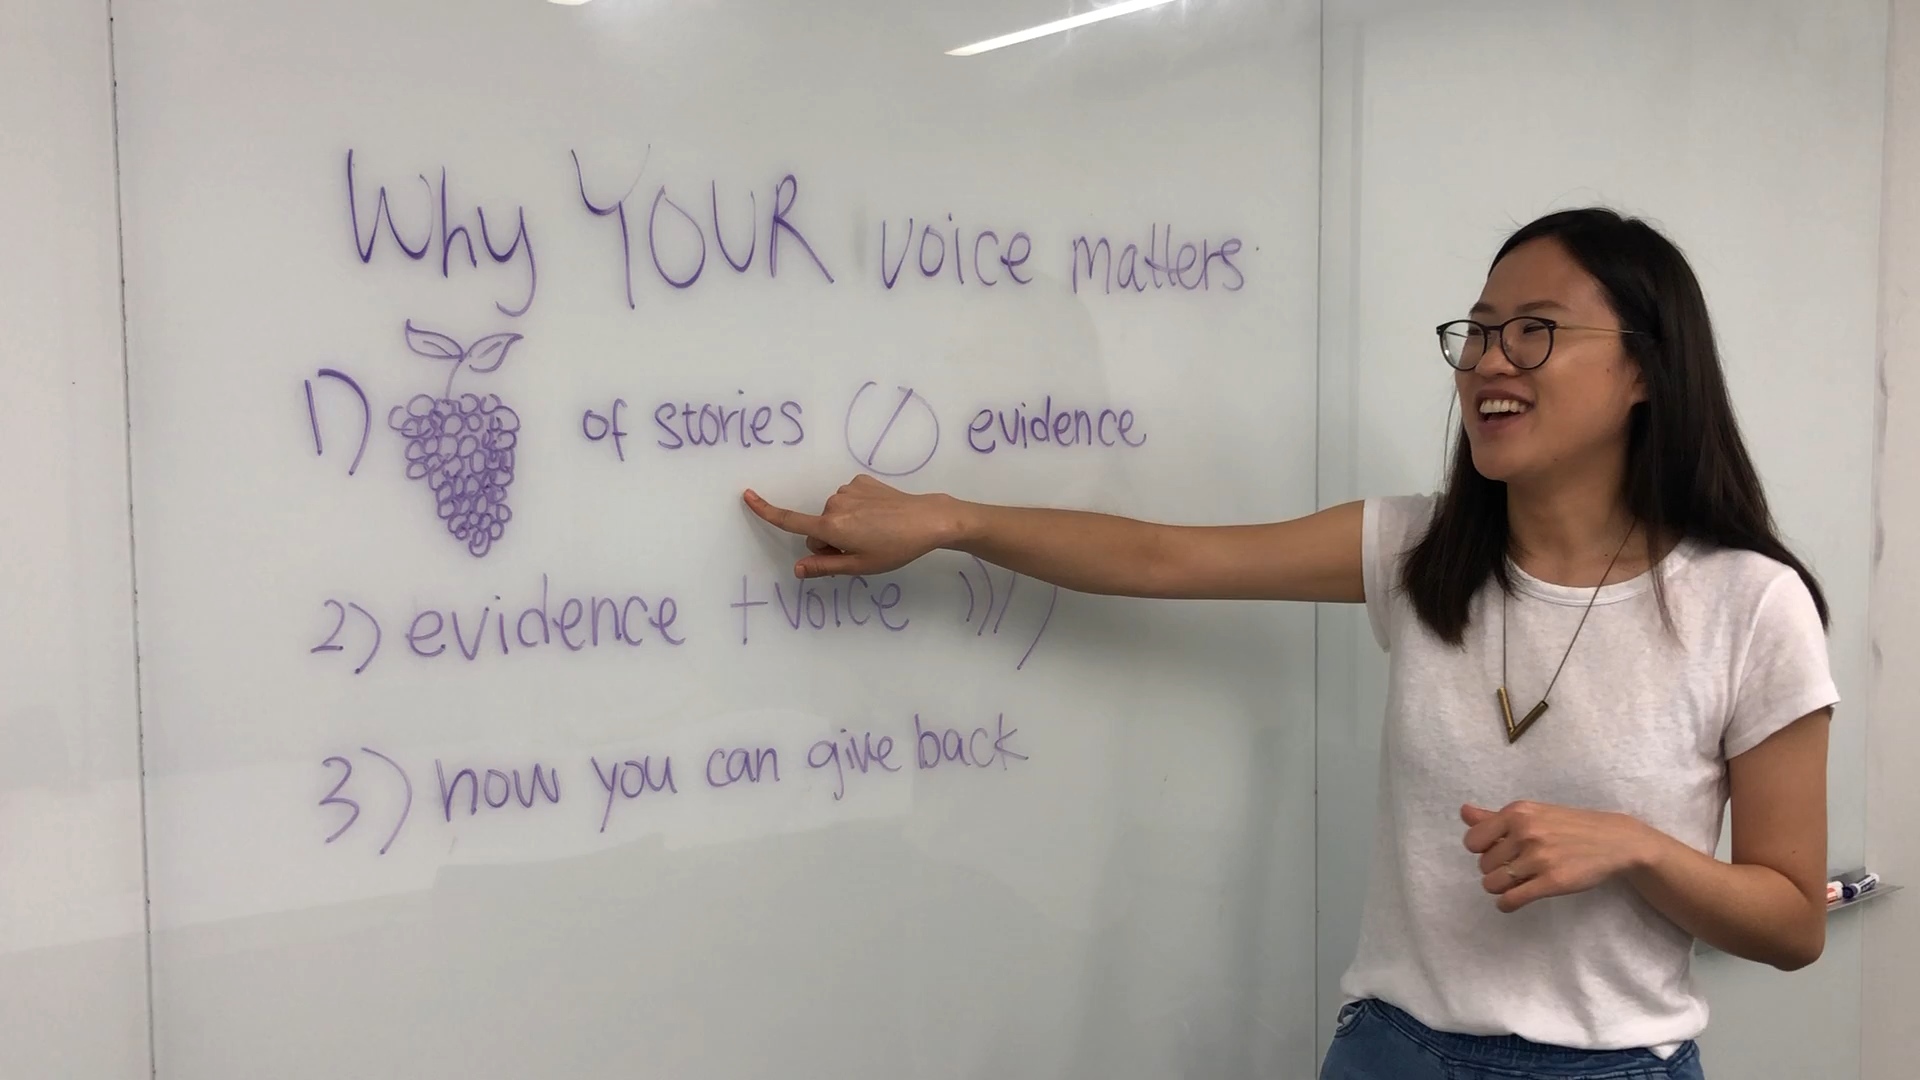 Why YOUR voice matters.
1) of stories evidence
2) evidence + voice
3) how you can give back